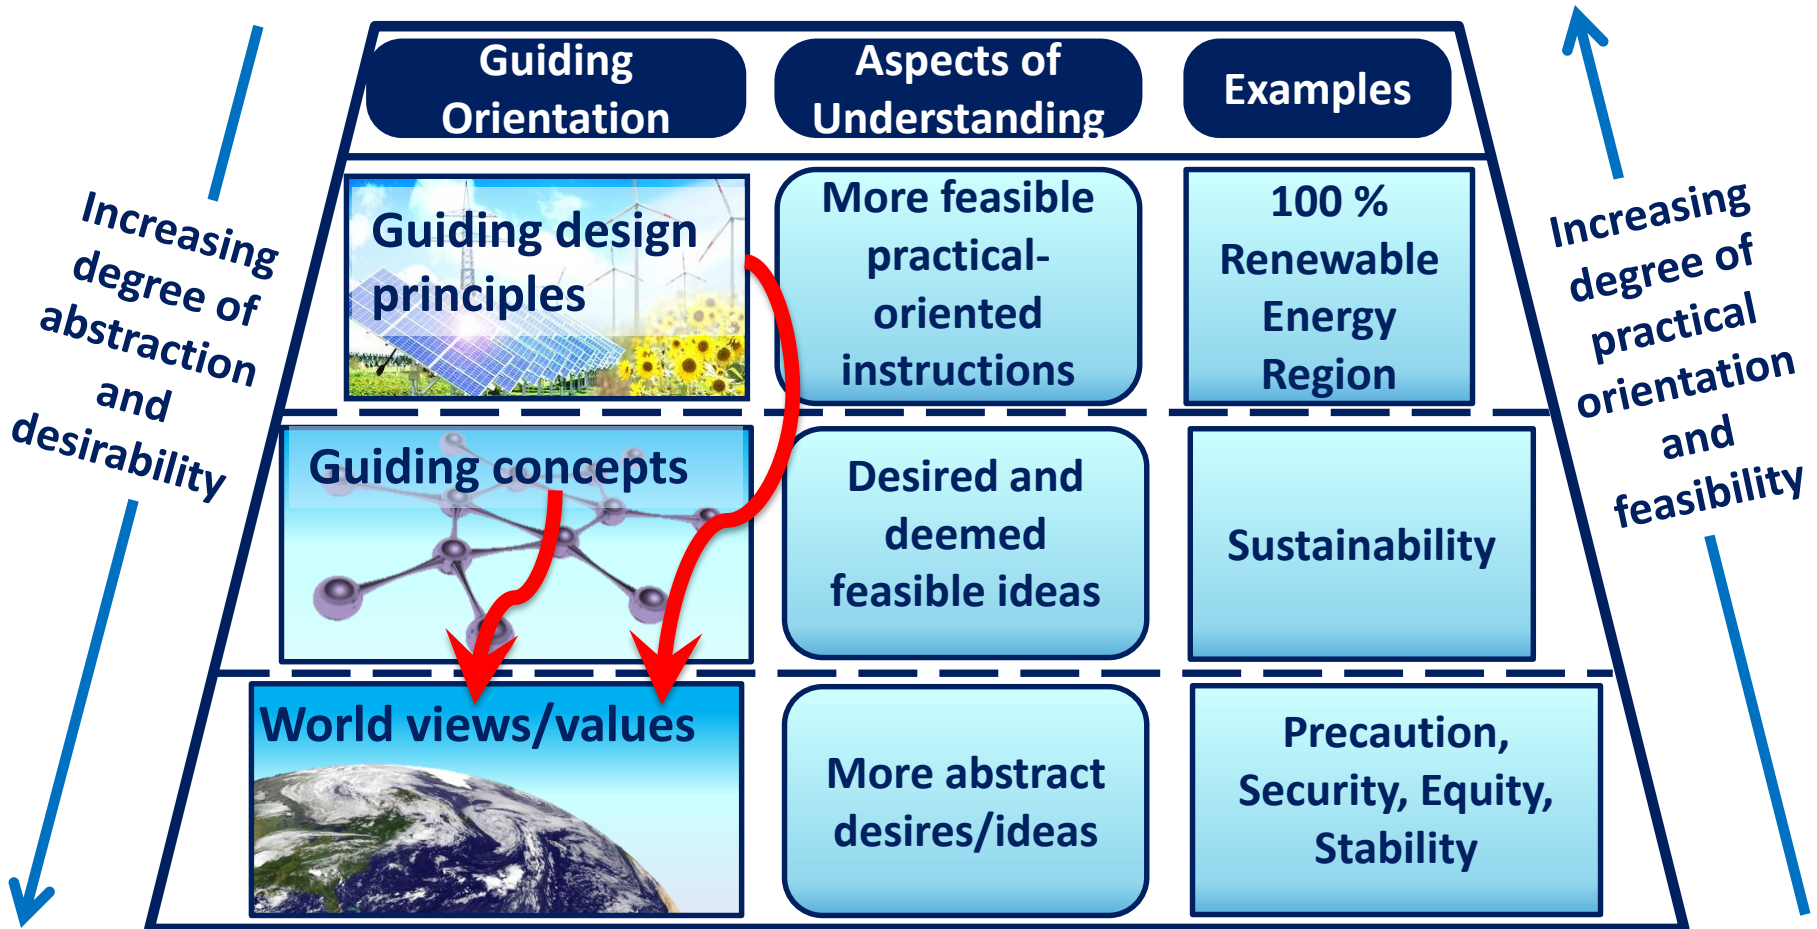 Guiding
Orientation
Aspects of
Understanding
Examples
Increasing
degree of
abstraction
and
desirability
Guiding design
principles
More feasible
practical-
oriented
instructions
100 %
Renewable
Energy
Region
Guiding concepts
Desired and
deemed
feasible ideas
Sustainability
World views/values
More abstract
desires/ideas
Precaution,
Security, Equity,
Stability
Increasing
degree of
practical
orientation
and
feasibility